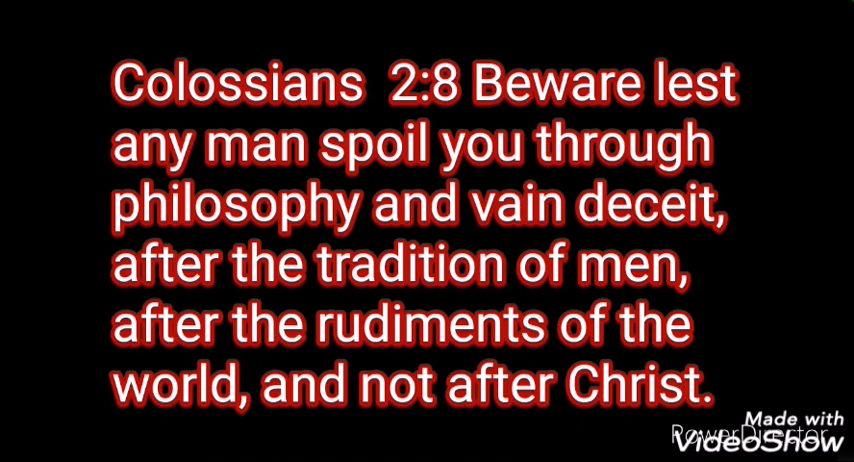 Colossians 2:8 Beware lest
any man spoil you through
philosophy and vain deceit,
after the tradition of men,
after the rudiments of the
world, and not after Christ.
Made with
PowerDirector
VideoShow